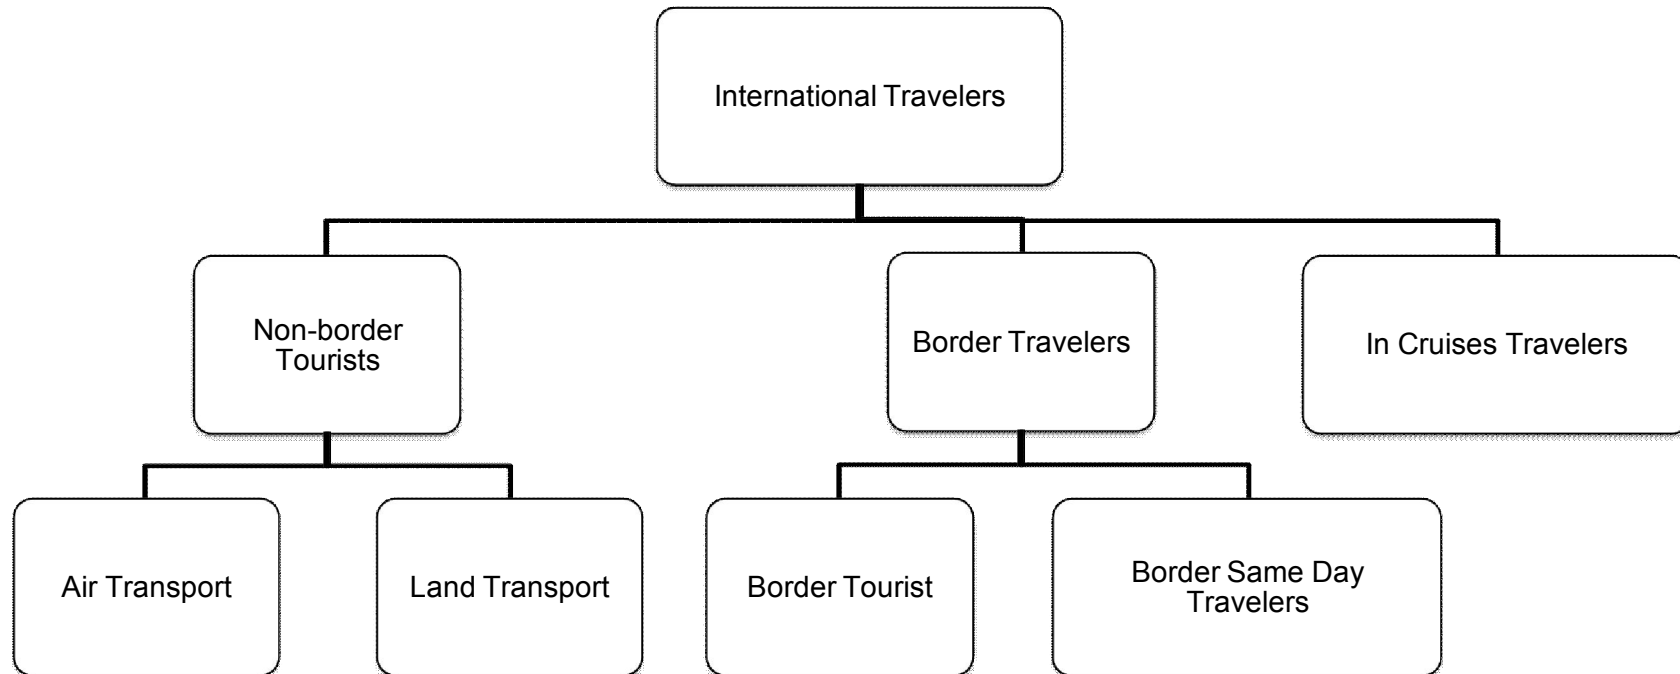 International Travelers
Non-border
Tourists
Border Travelers
In Cruises Travelers
Air Transport
Land Transport
Border Tourist
Border Same Day
Travelers